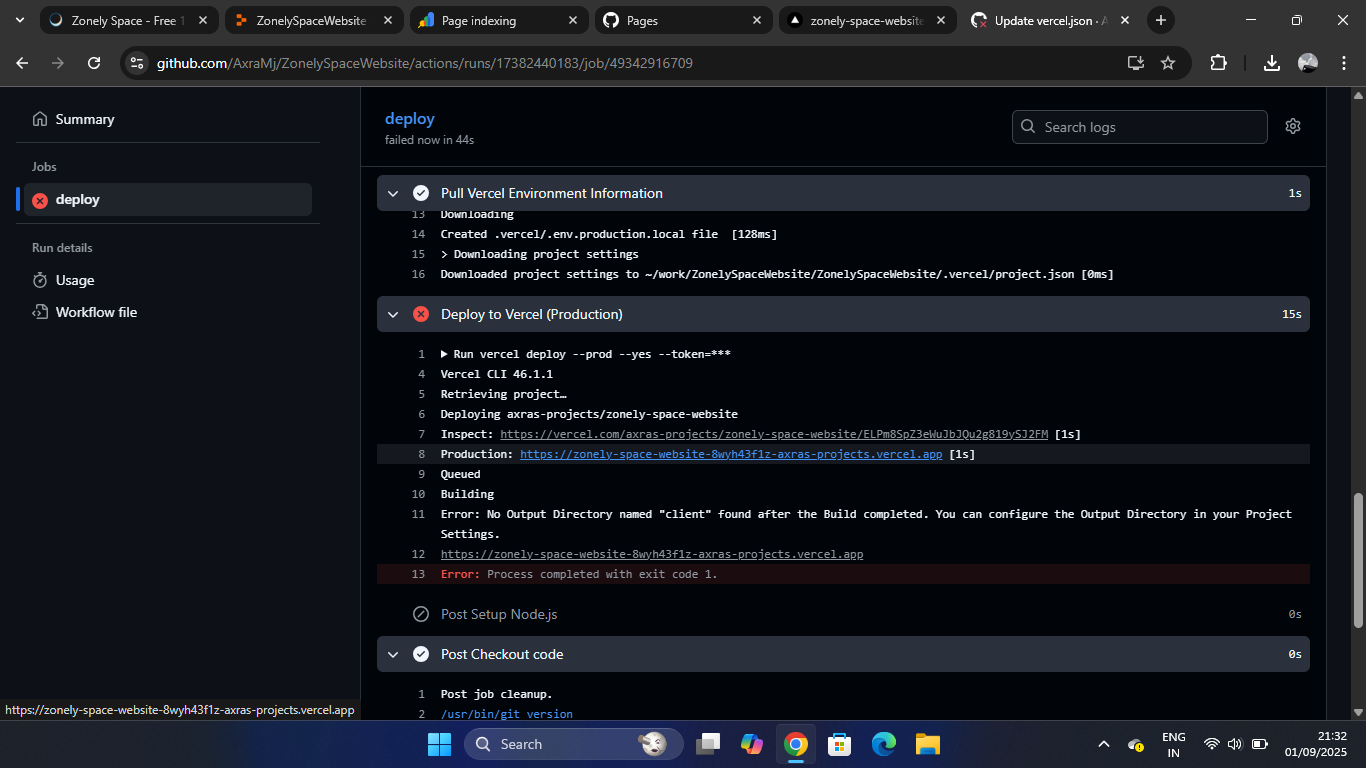 Zonely Space - Free 1
ZonelySpaceWebsite
Page indexing
Pages
zonely-space-website
Update vercel.json · A
github.com/AxraMj/ZonelySpaceWebsite/actions/runs/17382440183/job/49342916709
Summary
Jobs
deploy
Run details
Usage
Workflow file
deploy
failed now in 44s
Search logs
Pull Vercel Environment Information 1s
13 Downloading
14 Created .vercel/.env.production.local file [128ms]
15 > Downloading project settings
16 Downloaded project settings to ~/work/ZonelySpaceWebsite/ZonelySpaceWebsite/.vercel/project.json [0ms]
Deploy to Vercel (Production) 15s
1 Run vercel deploy --prod --yes --token=***
4 Vercel CLI 46.1.1
5 Retrieving project…
6 Deploying axras-projects/zonely-space-website
7 Inspect: https://vercel.com/axras-projects/zonely-space-website/ELPm8SpZ3eWuJbJQu2g819ySJ2FM [1s]
8 Production: https://zonely-space-website-8wyh43f1z-axras-projects.vercel.app [1s]
9 Queued
10 Building
11 Error: No Output Directory named "client" found after the Build completed. You can configure the Output Directory in your Project
Settings.
12 https://zonely-space-website-8wyh43f1z-axras-projects.vercel.app
13 Error: Process completed with exit code 1.
Post Setup Node.js 0s
Post Checkout code 0s
1 Post job cleanup.
2 /usr/bin/git version
https://zonely-space-website-8wyh43f1z-axras-projects.vercel.app
Search
ENG
IN
21:32
01/09/2025